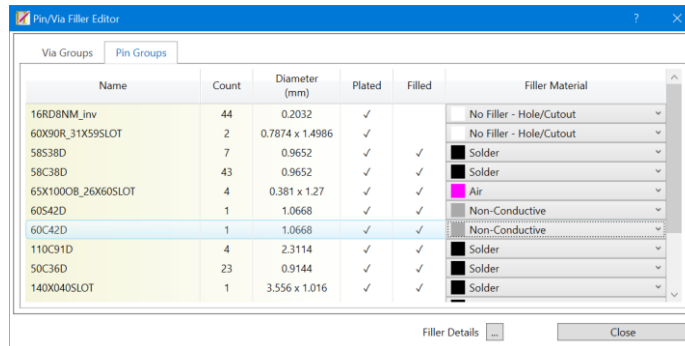 Pin/Via Filler Editor ? ×
Via Groups Pin Groups
Name Count Diameter (mm) Plated Filled Filler Material
16RD8NM_inv 44 0.2032 ✓ No Filler - Hole/Cutout
60X90R_31X59SLOT 2 0.7874 x 1.4986 ✓ No Filler - Hole/Cutout
58S38D 7 0.9652 ✓ ✓ Solder
58C38D 43 0.9652 ✓ ✓ Solder
65X100OB_26X60SLOT 4 0.381 x 1.27 ✓ ✓ Air
60S42D 1 1.0668 ✓ ✓ Non-Conductive
60C42D 1 1.0668 ✓ ✓ Non-Conductive
110C91D 4 2.3114 ✓ ✓ Solder
50C36D 23 0.9144 ✓ ✓ Solder
140X040SLOT 1 3.556 x 1.016 ✓ ✓ Solder
Filler Details ... Close